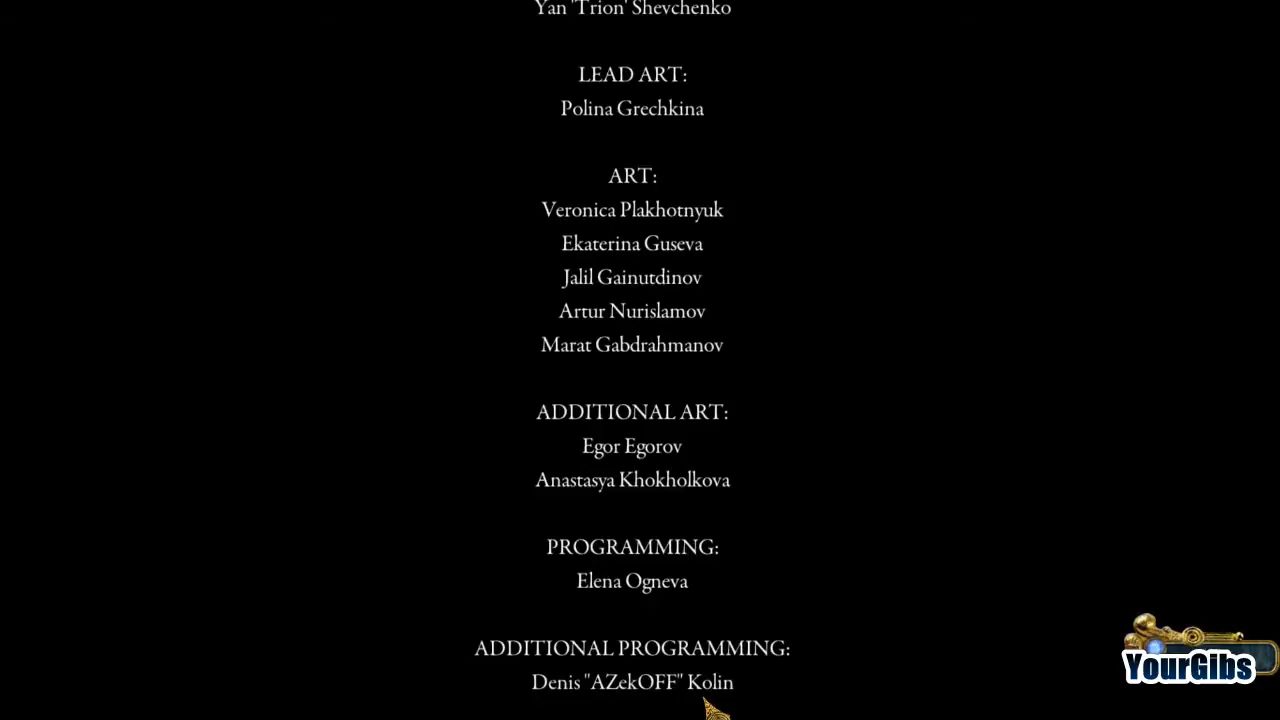 Yan 'Trion' Shevchenko
LEAD ART:
Polina Grechkina
ART:
Veronica Plakhotnyuk
Ekaterina Guseva
Jalil Gainutdinov
Artur Nurislamov
Marat Gabdrahmanov
ADDITIONAL ART:
Egor Egorov
Anastasya Khokholkova
PROGRAMMING:
Elena Ogneva
ADDITIONAL PROGRAMMING:
Denis "AZekOFF" Kolin
YourGibs